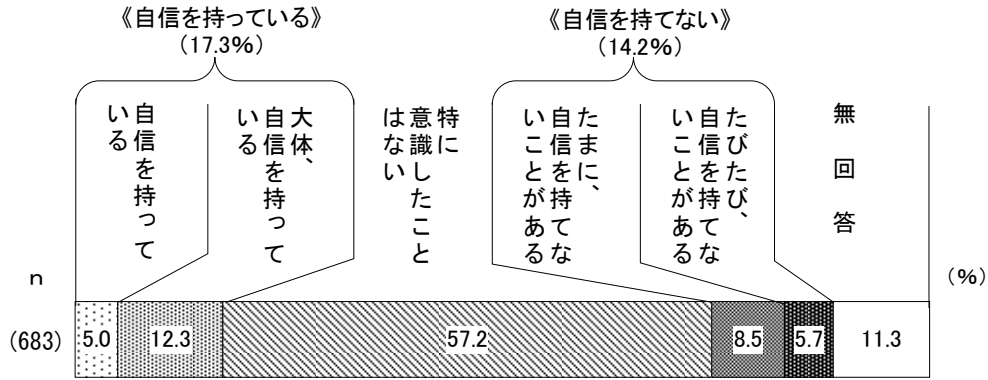 《自信を持っている》
(17.3%)
《自信を持てない》
(14.2%)
自信を持って
いる
大体、
自信を持って
いる
特に
意識したこと
はない
たまに、
自信を持てな
いことがある
たびたび、
自信を持てな
いことがある
無回答
n
(%)
(683)
5.0
12.3
57.2
8.5
5.7
11.3